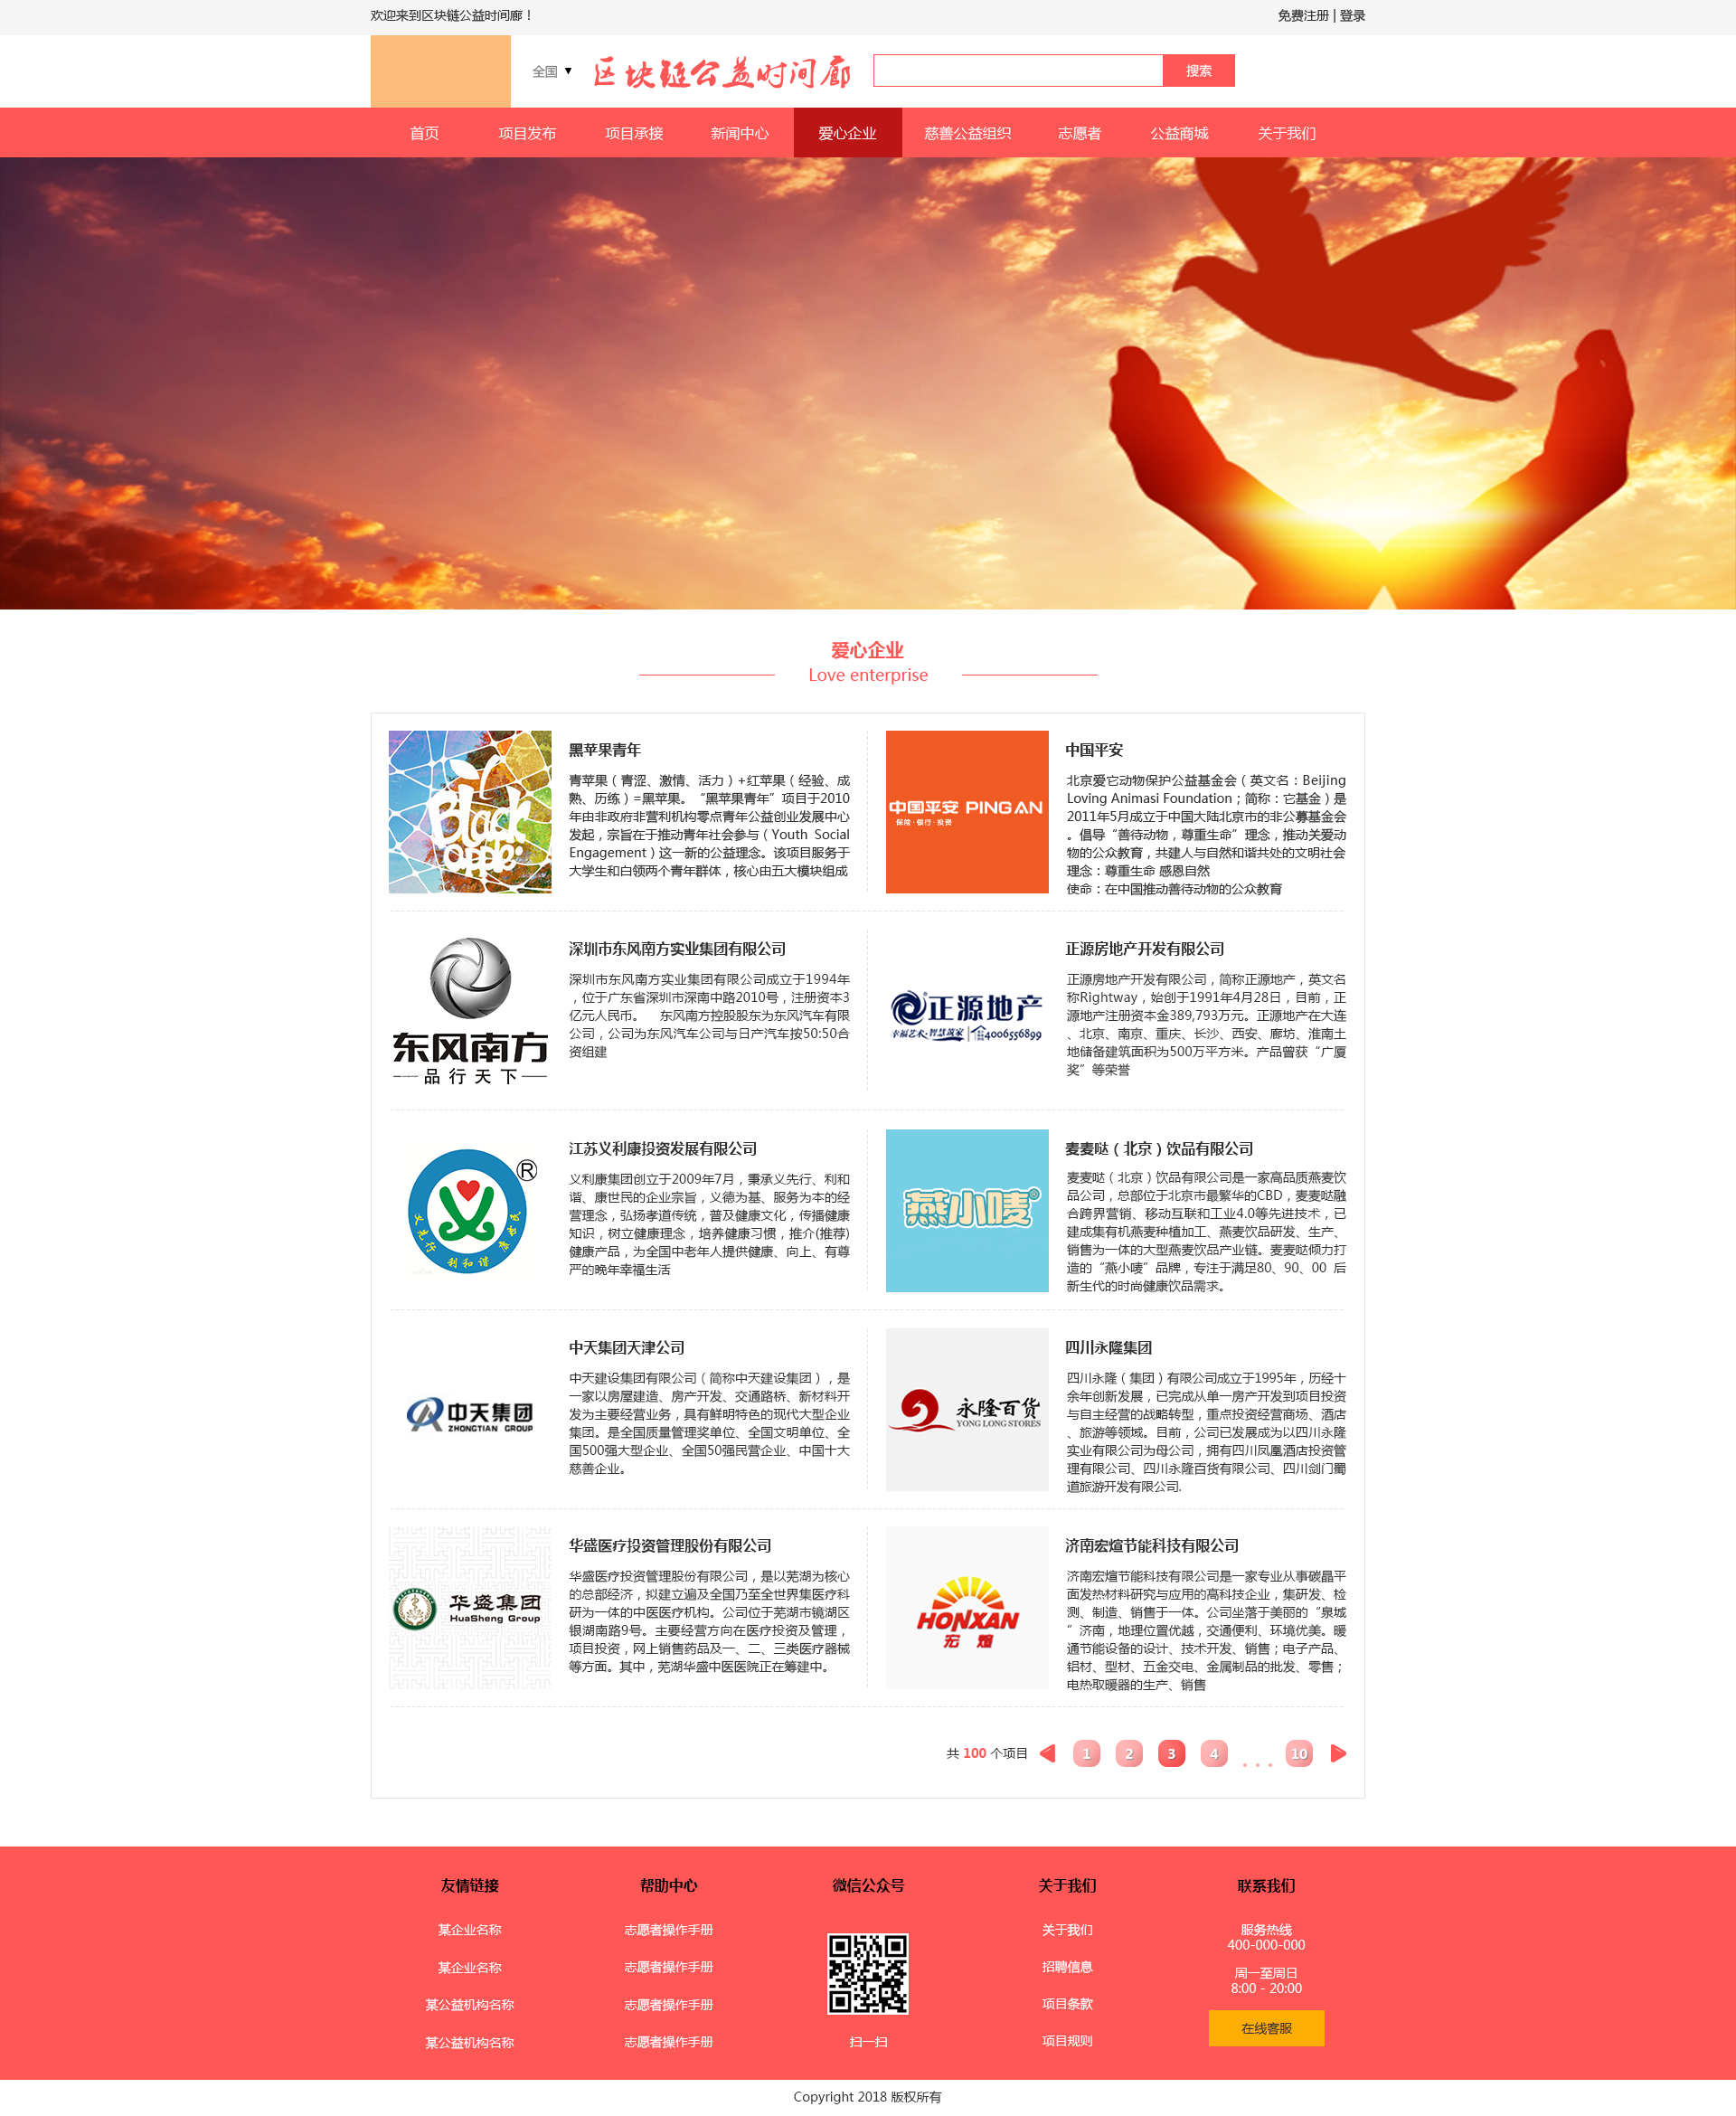 欢迎来到区块链公益时间廊！
免费注册 | 登录
全国 ▼
区块链公益时间廊
搜索
首页 项目发布 项目承接 新闻中心 爱心企业 慈善公益组织 志愿者 公益商城 关于我们
爱心企业
Love enterprise
Black apple
黑苹果青年
青苹果（青涩、激情、活力）+红苹果（经验、成
熟、历练）=黑苹果。“黑苹果青年”项目于2010
年由非政府非营利机构零点青年公益创业发展中心
发起，宗旨在于推动青年社会参与（Youth Social
Engagement）这一新的公益理念。该项目服务于
大学生和白领两个青年群体，核心由五大模块组成
中国平安 PING AN
保险·银行·投资
中国平安
北京爱它动物保护公益基金会（英文名：Beijing
Loving Animasi Foundation；简称：它基金）是
2011年5月成立于中国大陆北京市的非公募基金会
。倡导“善待动物，尊重生命”理念，推动关爱动
物的公众教育，共建人与自然和谐共处的文明社会
理念：尊重生命 感恩自然
使命：在中国推动善待动物的公众教育
东风南方
品行天下
深圳市东风南方实业集团有限公司
深圳市东风南方实业集团有限公司成立于1994年
，位于广东省深圳市深南中路2010号，注册资本3
亿元人民币。 东风南方控股股东为东风汽车有限
公司，公司为东风汽车公司与日产汽车按50:50合
资组建
正源地产
幸福艺术·智慧筑家 4006556899
正源房地产开发有限公司
正源房地产开发有限公司，简称正源地产，英文名
称Rightway，始创于1991年4月28日，目前，正
源地产注册资本金389,793万元。正源地产在大连
、北京、南京、重庆、长沙、西安、廊坊、淮南土
地储备建筑面积为500万平方米。产品曾获“广厦
奖”等荣誉
®
义先行 利和谐 康世民
江苏义利康投资发展有限公司
义利康集团创立于2009年7月，秉承义先行、利和
谐、康世民的企业宗旨，义德为基、服务为本的经
营理念，弘扬孝道传统，普及健康文化，传播健康
知识，树立健康理念，培养健康习惯，推介(推荐)
健康产品，为全国中老年人提供健康、向上、有尊
严的晚年幸福生活
燕小唛
麦麦哒（北京）饮品有限公司
麦麦哒（北京）饮品有限公司是一家高品质燕麦饮
品公司，总部位于北京市最繁华的CBD，麦麦哒融
合跨界营销、移动互联和工业4.0等先进技术，已
建成集有机燕麦种植加工、燕麦饮品研发、生产、
销售为一体的大型燕麦饮品产业链。麦麦哒倾力打
造的“燕小唛”品牌，专注于满足80、90、00 后
新生代的时尚健康饮品需求。
中天集团
ZHONGTIAN GROUP
中天集团天津公司
中天建设集团有限公司（简称中天建设集团），是
一家以房屋建造、房产开发、交通路桥、新材料开
发为主要经营业务，具有鲜明特色的现代大型企业
集团。是全国质量管理奖单位、全国文明单位、全
国500强大型企业、全国50强民营企业、中国十大
慈善企业。
永隆百货
YONG LONG STORES
四川永隆集团
四川永隆（集团）有限公司成立于1995年，历经十
余年创新发展，已完成从单一房产开发到项目投资
与自主经营的战略转型，重点投资经营商场、酒店
、旅游等领域。目前，公司已发展成为以四川永隆
实业有限公司为母公司，拥有四川凤凰酒店投资管
理有限公司、四川永隆百货有限公司、四川剑门蜀
道旅游开发有限公司.
华盛集团
HuaSheng Group
华盛医疗投资管理股份有限公司
华盛医疗投资管理股份有限公司，是以芜湖为核心
的总部经济，拟建立遍及全国乃至全世界集医疗科
研为一体的中医医疗机构。公司位于芜湖市镜湖区
银湖南路9号。主要经营方向在医疗投资及管理，
项目投资，网上销售药品及一、二、三类医疗器械
等方面。其中，芜湖华盛中医医院正在筹建中。
HONXAN
宏煊
济南宏煊节能科技有限公司
济南宏煊节能科技有限公司是一家专业从事碳晶平
面发热材料研究与应用的高科技企业，集研发、检
测、制造、销售于一体。公司坐落于美丽的“泉城
”济南，地理位置优越，交通便利、环境优美。暖
通节能设备的设计、技术开发、销售；电子产品、
铝材、型材、五金交电、金属制品的批发、零售；
电热取暖器的生产、销售
共 100 个项目 1 2 3 4 . . . 10
友情链接
某企业名称
某企业名称
某公益机构名称
某公益机构名称
帮助中心
志愿者操作手册
志愿者操作手册
志愿者操作手册
志愿者操作手册
微信公众号
扫一扫
关于我们
关于我们
招聘信息
项目条款
项目规则
联系我们
服务热线
400-000-000
周一至周日
8:00 - 20:00
在线客服
Copyright 2018 版权所有